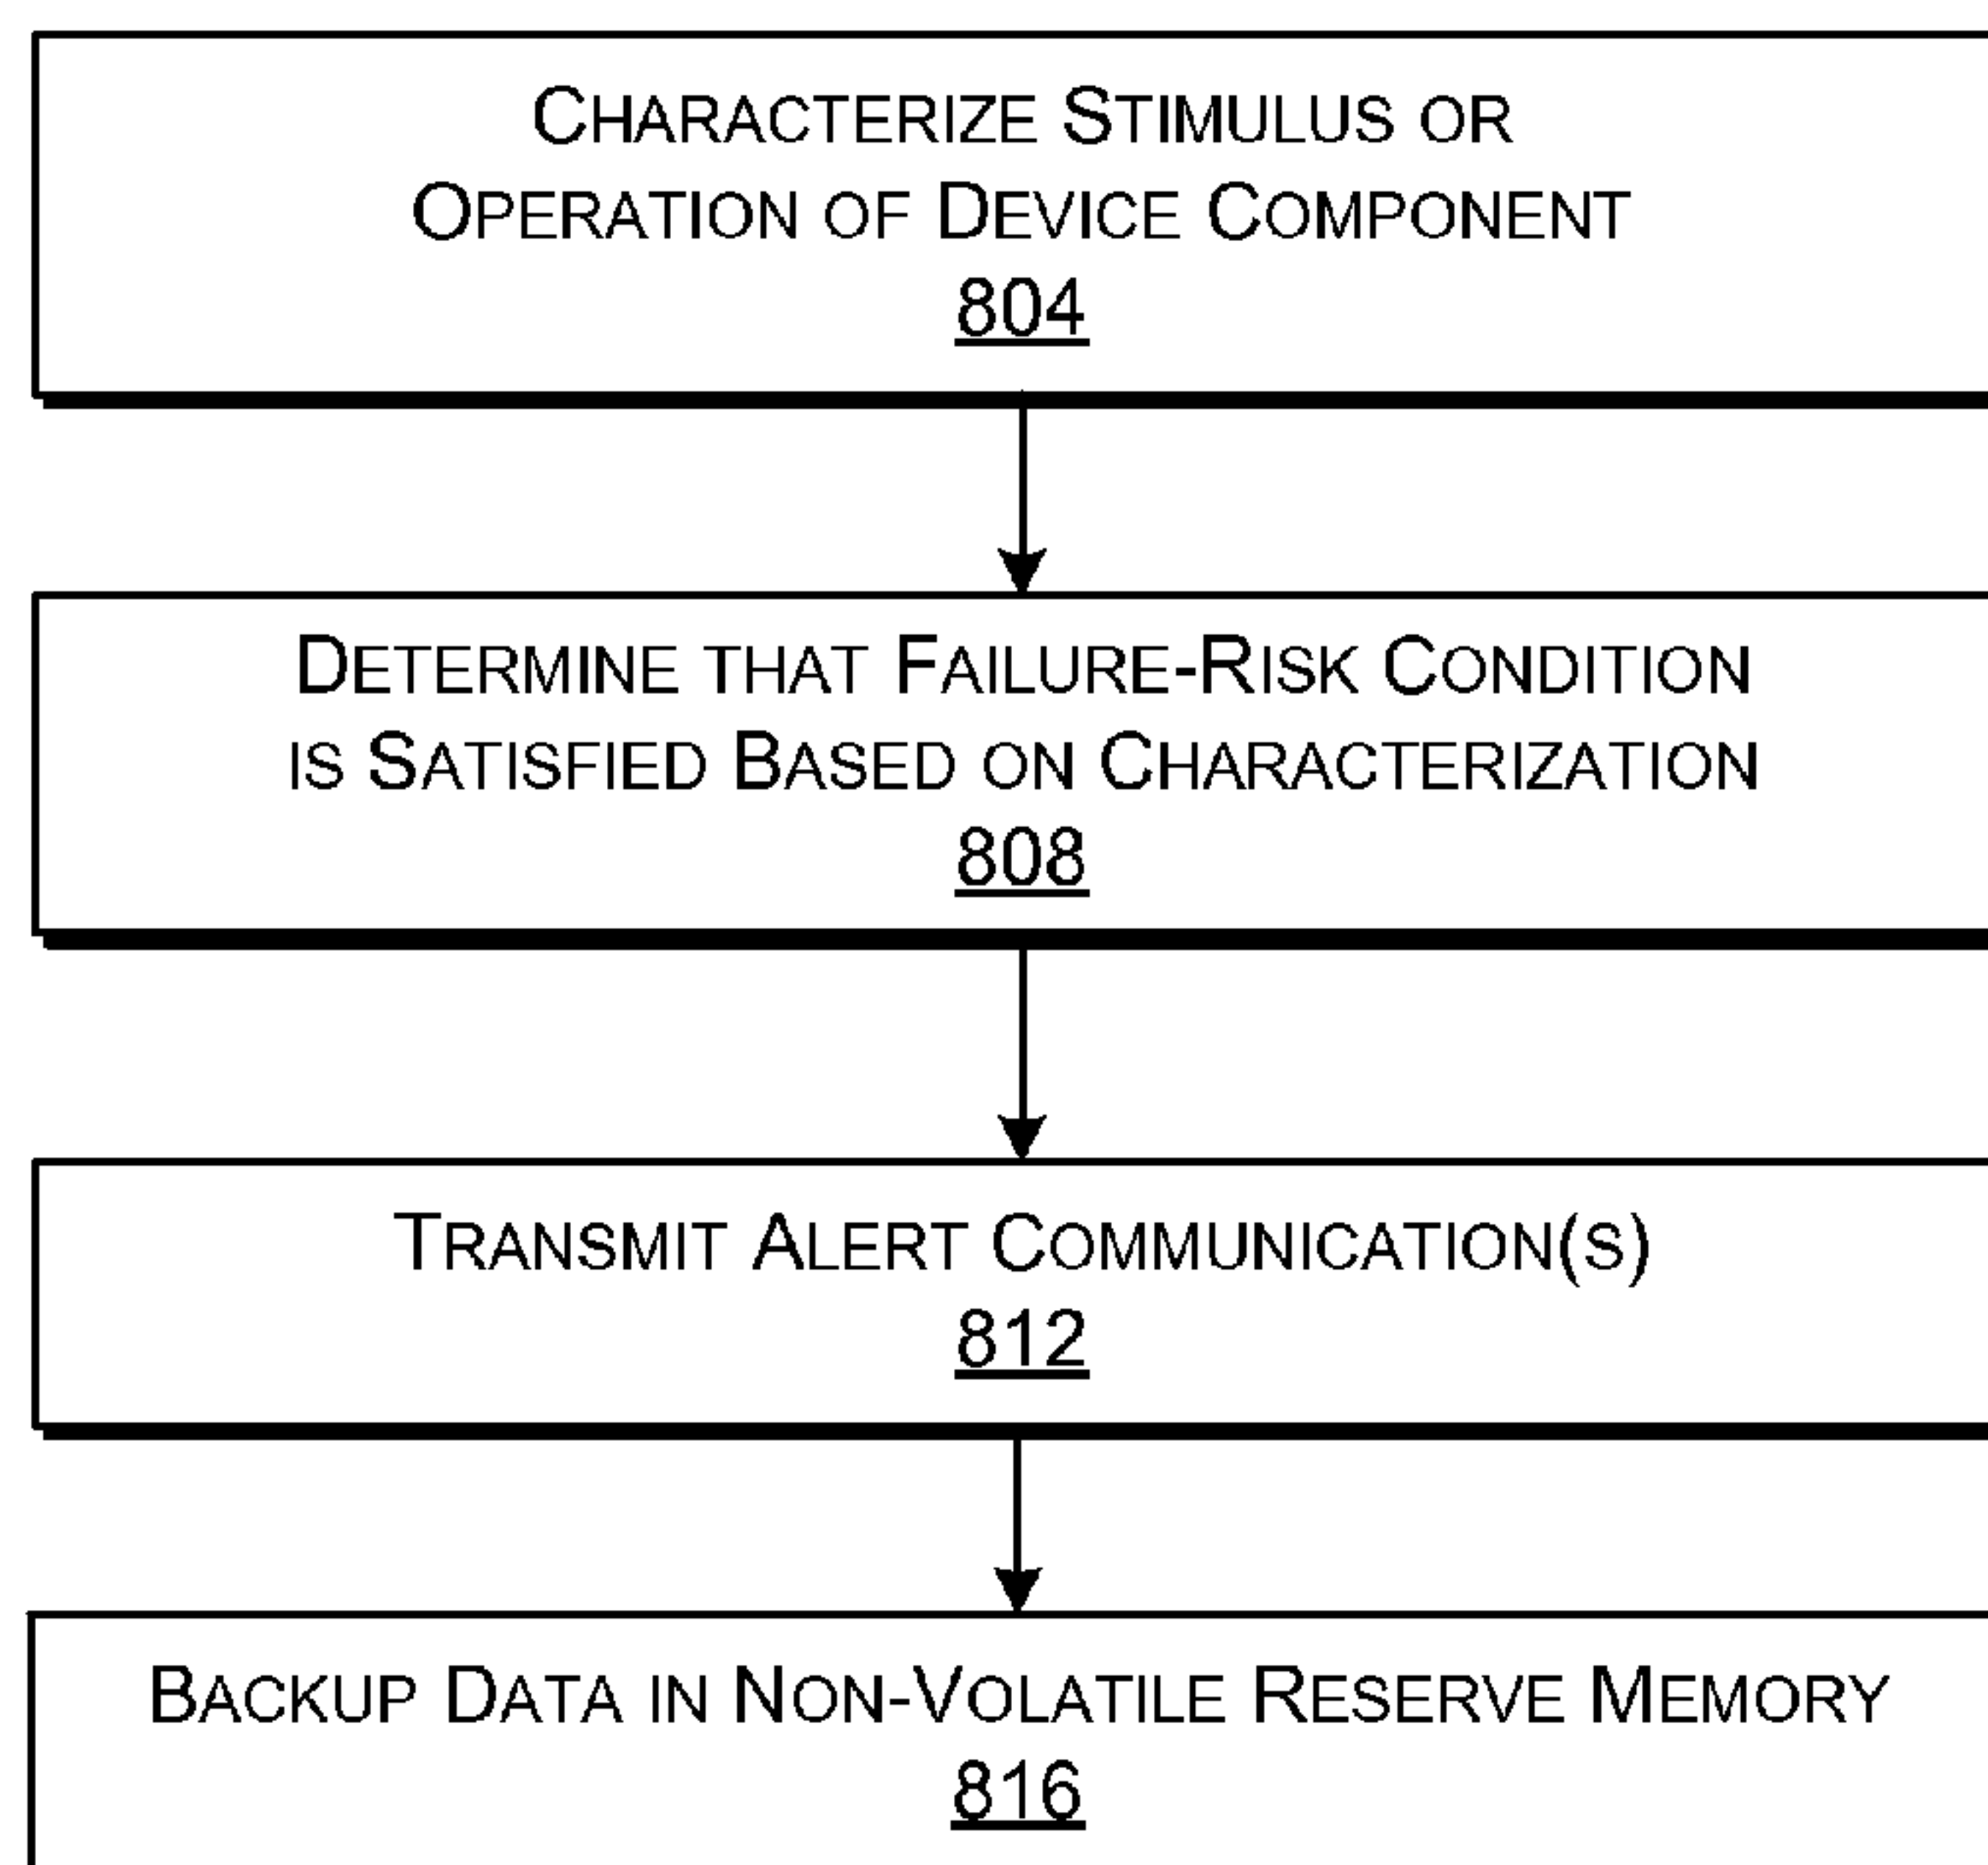 CHARACTERIZE STIMULUS OR
OPERATION OF DEVICE COMPONENT
804
DETERMINE THAT FAILURE-RISK CONDITION
IS SATISFIED BASED ON CHARACTERIZATION
808
TRANSMIT ALERT COMMUNICATION(S)
812
BACKUP DATA IN NON-VOLATILE RESERVE MEMORY
816